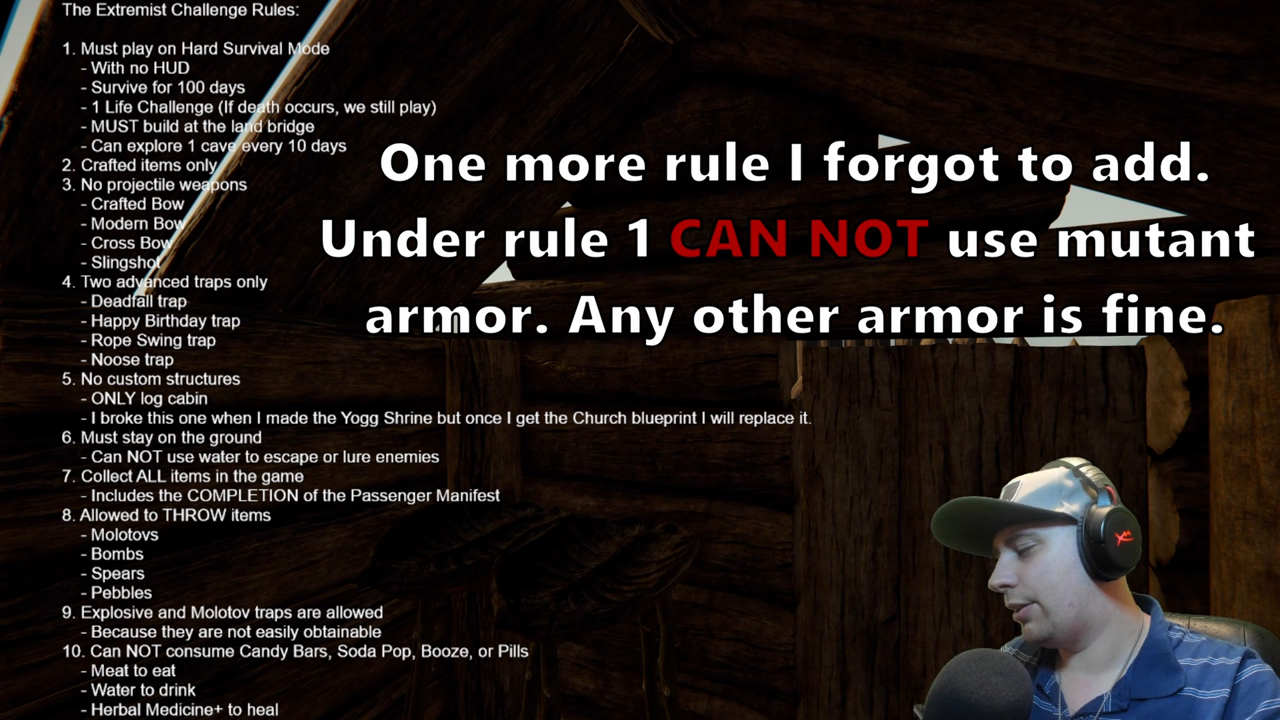 The Extremist Challenge Rules:
1. Must play on Hard Survival Mode
- With no HUD
- Survive for 100 days
- 1 Life Challenge (If death occurs, we still play)
- MUST build at the land bridge
- Can explore 1 cave every 10 days
2. Crafted items only
3. No projectile weapons
- Crafted Bow
- Modern Bow
- Cross Bow
- Slingshot
4. Two advanced traps only
- Deadfall trap
- Happy Birthday trap
- Rope Swing trap
- Noose trap
5. No custom structures
- ONLY log cabin
- I broke this one when I made the Yogg Shrine but once I get the Church blueprint I will replace it.
6. Must stay on the ground
- Can NOT use water to escape or lure enemies
7. Collect ALL items in the game
- Includes the COMPLETION of the Passenger Manifest
8. Allowed to THROW items
- Molotovs
- Bombs
- Spears
- Pebbles
9. Explosive and Molotov traps are allowed
- Because they are not easily obtainable
10. Can NOT consume Candy Bars, Soda Pop, Booze, or Pills
- Meat to eat
- Water to drink
- Herbal Medicine+ to heal
One more rule I forgot to add.
Under rule 1 CAN NOT use mutant
armor. Any other armor is fine.